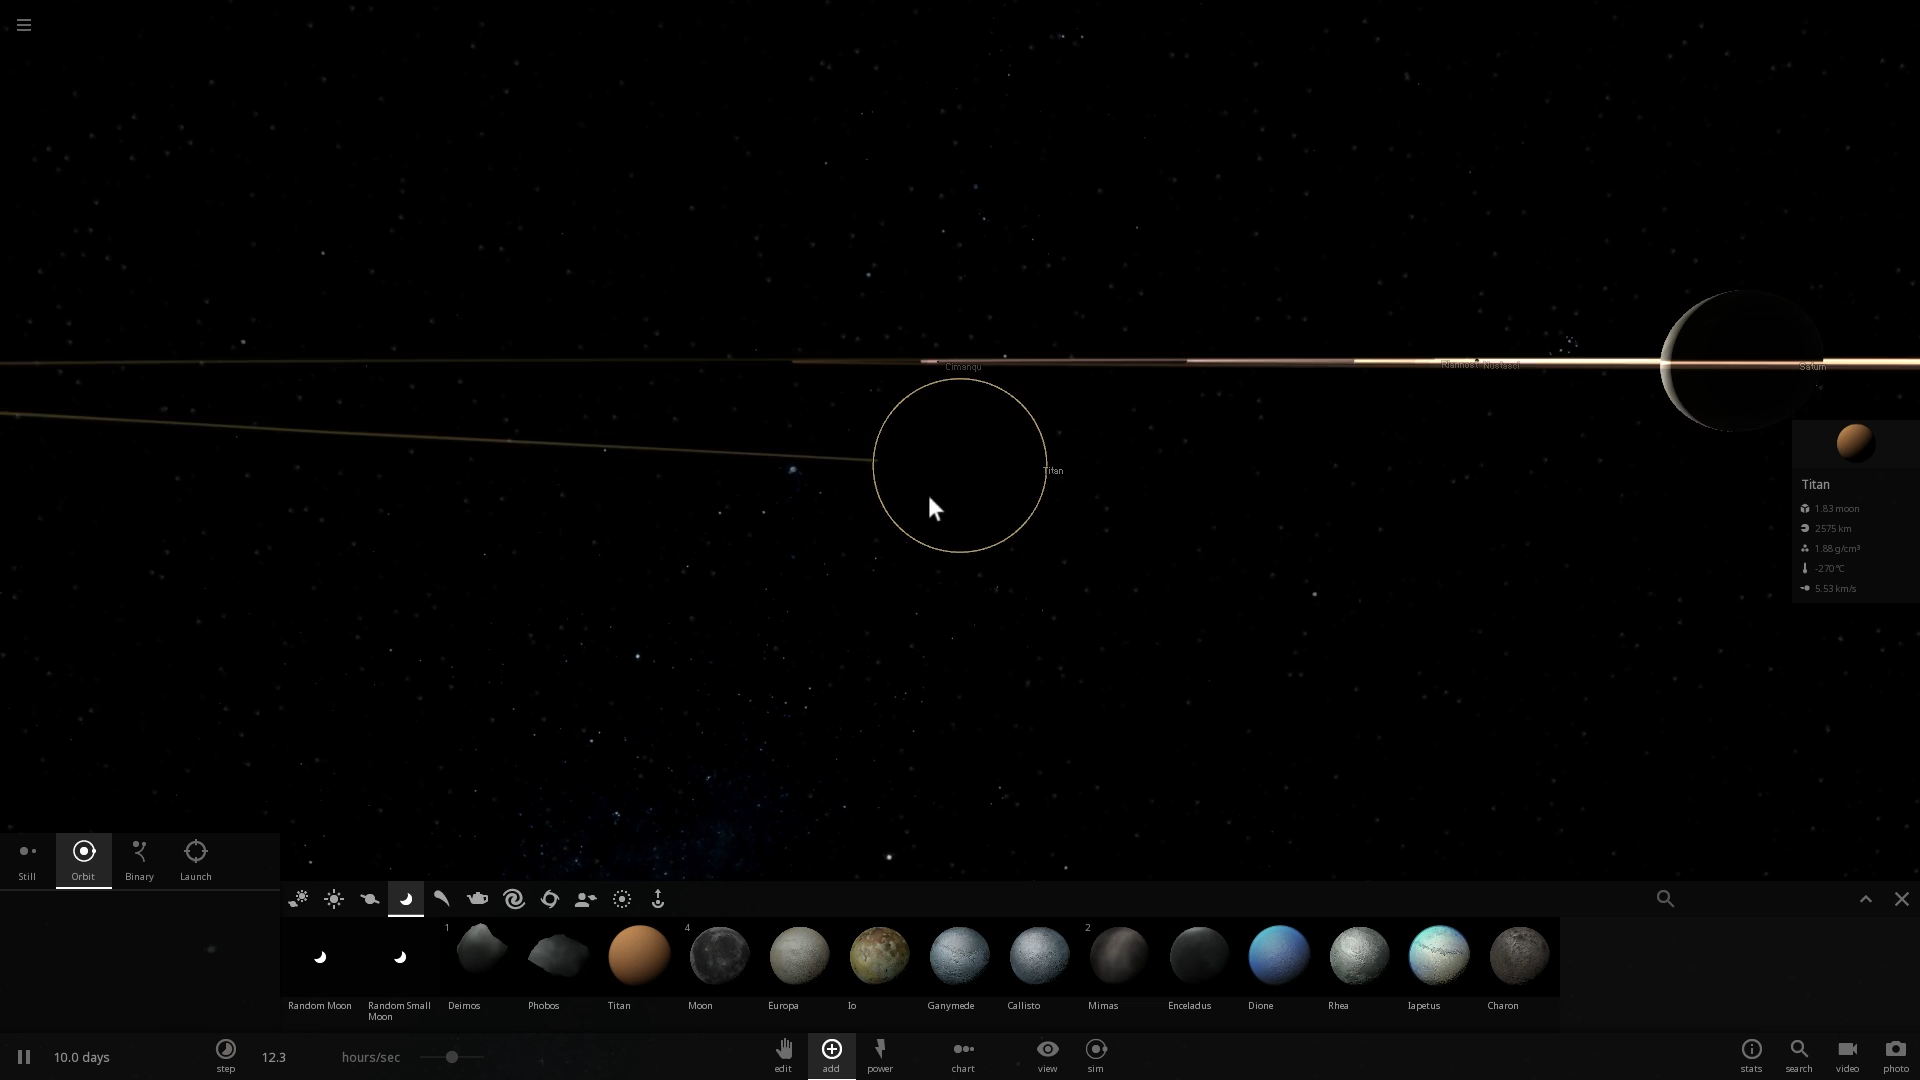 Cimanqu
Saturn
Titan
Titan
1.83 moon
2575 km
1.88 g/cm³
-270 °C
5.53 km/s
Still
Orbit
Binary
Launch
1
4
2
Random Moon
Random Small
Moon
Deimos
Phobos
Titan
Moon
Europa
Io
Ganymede
Callisto
Mimas
Enceladus
Dione
Rhea
Iapetus
Charon
10.0 days
step
12.3
hours/sec
edit
add
power
chart
view
sim
stats
search
video
photo